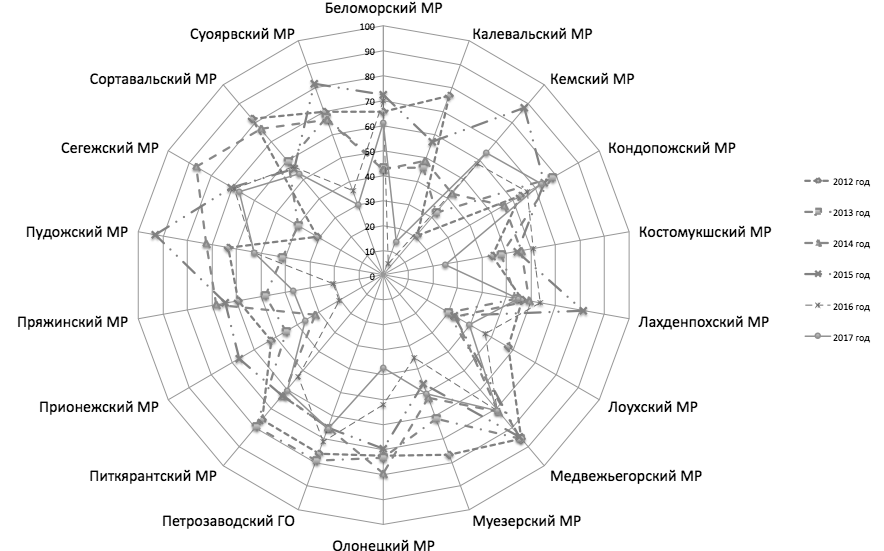 Беломорский МР
Калевальский МР
Кемский МР
Кондопожский МР
Костомукшский МР
Лахденпохский МР
Лоухский МР
Медвежьегорский МР
Муезерский МР
Олонецкий МР
Петрозаводский ГО
Питкярантский МР
Прионежский МР
Пряжинский МР
Пудожский МР
Сегежский МР
Сортавальский МР
Суоярвский МР
100
90
80
70
60
50
40
30
20
10
0
2012 год
2013 год
2014 год
2015 год
2016 год
2017 год